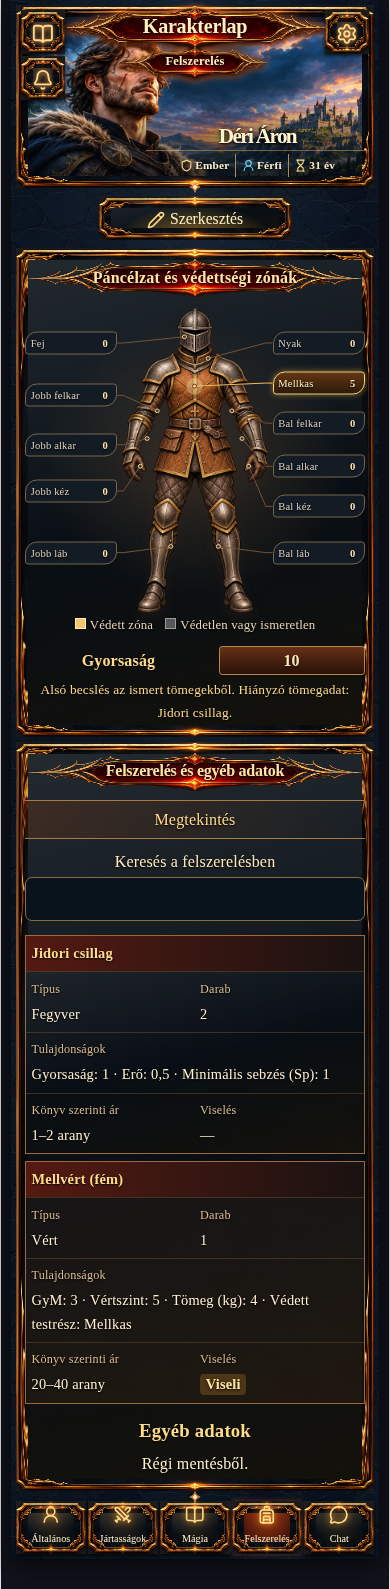 Karakterlap
Felszerelés
Déri Áron
Ember Férfi 31 év
Szerkesztés
Páncélzat és védettségi zónák
Fej 0
Nyak 0
Mellkas 5
Jobb felkar 0
Bal felkar 0
Jobb alkar 0
Bal alkar 0
Jobb kéz 0
Bal kéz 0
Jobb láb 0
Bal láb 0
Védett zóna Védetlen vagy ismeretlen
Gyorsaság 10
Alsó becslés az ismert tömegekből. Hiányzó tömegadat:
Jidori csillag.
Felszerelés és egyéb adatok
Megtekintés
Keresés a felszerelésben
Jidori csillag
Típus Darab
Fegyver 2
Tulajdonságok
Gyorsaság: 1 · Erő: 0,5 · Minimális sebzés (Sp): 1
Könyv szerinti ár Viselés
1–2 arany —
Mellvért (fém)
Típus Darab
Vért 1
Tulajdonságok
GyM: 3 · Vértszint: 5 · Tömeg (kg): 4 · Védett
testrész: Mellkas
Könyv szerinti ár Viselés
20–40 arany Viseli
Egyéb adatok
Régi mentésből.
Általános Jártasságok Mágia Felszerelés Chat